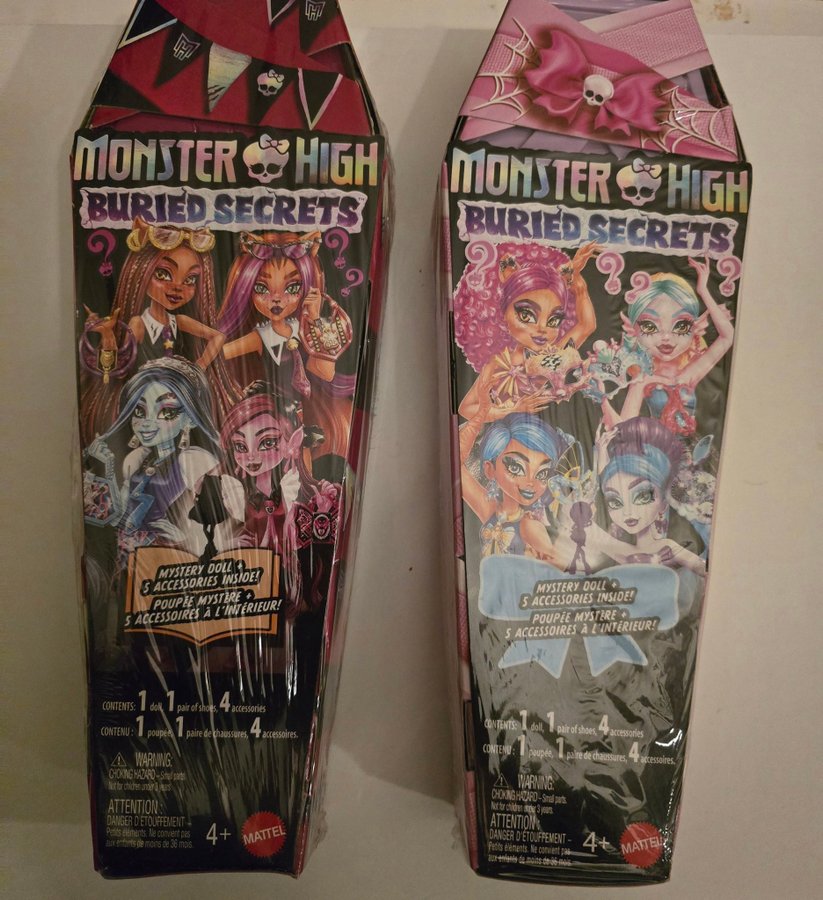 MONSTER HIGH
BURIED SECRETS™
MYSTERY DOLL +
5 ACCESSORIES INSIDE!
POUPÉE MYSTÈRE +
5 ACCESSOIRES À L'INTÉRIEUR!
CONTENTS: 1 doll, 1 pair of shoes, 4 accessories
CONTENU : 1 poupée, 1 paire de chaussures, 4 accessoires.
WARNING:
CHOKING HAZARD – Small parts.
Not for children under 3 years
ATTENTION :
DANGER D'ÉTOUFFEMENT –
Petits éléments. Ne convient pas
aux enfants de moins de 36 mois.
4+
MATTEL
MONSTER HIGH
BURIED SECRETS™
MYSTERY DOLL +
5 ACCESSORIES INSIDE!
POUPÉE MYSTÈRE +
5 ACCESSOIRES À L'INTÉRIEUR!
CONTENTS: 1 doll, 1 pair of shoes, 4 accessories
CONTENU : 1 poupée, 1 paire de chaussures, 4 accessoires.
WARNING:
CHOKING HAZARD – Small parts.
Not for children under 3 years.
ATTENTION :
DANGER D'ÉTOUFFEMENT –
Petits éléments. Ne convient pas
aux enfants de moins de 36 mois.
4+
MATTEL